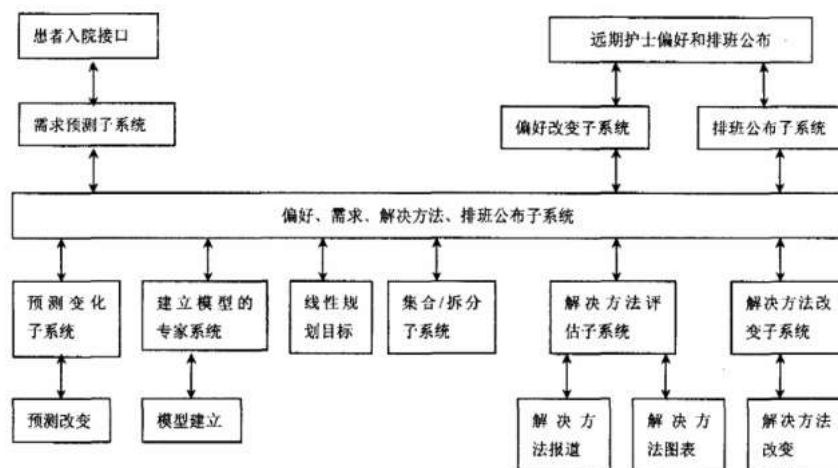 患者入院接口
远期护士偏好和排班公布
需求预测子系统
偏好改变子系统
排班公布子系统
偏好、需求、解决方法、排班公布子系统
预测变化
子系统
建立模型的
专家系统
线性规
划目标
集合/拆分
子系统
解决方法评
估子系统
解决方法改
变子系统
预测改变
模型建立
解决方
法报道
解决方
法图表
解决方法
改变